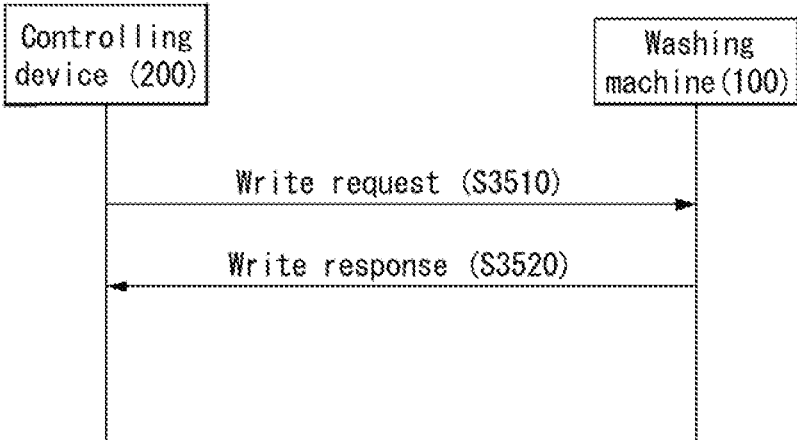 Controlling
device (200)
Washing
machine(100)
Write request (S3510)
Write response (S3520)